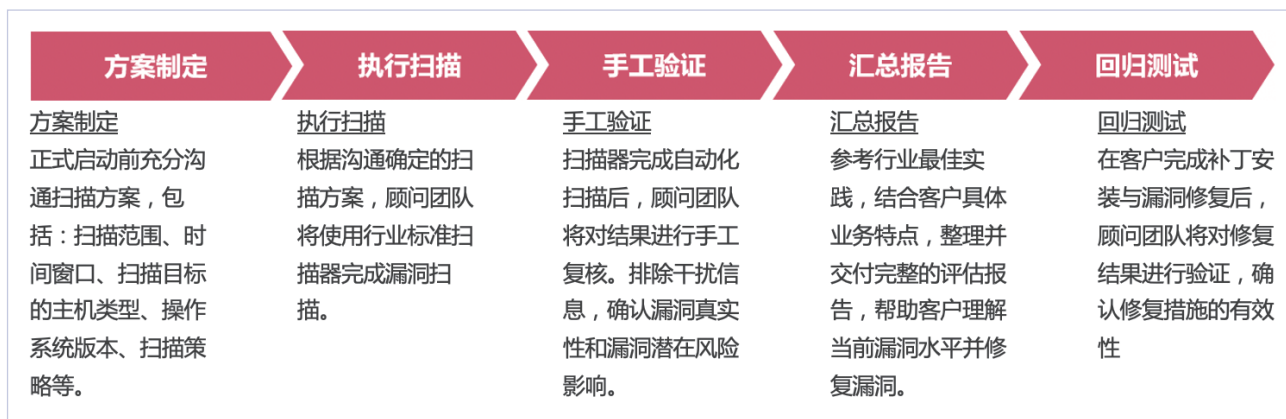 方案制定
执行扫描
手工验证
汇总报告
回归测试
方案制定
正式启动前充分沟
通扫描方案，包
括：扫描范围、时
间窗口、扫描目标
的主机类型、操作
系统版本、扫描策
略等。
执行扫描
根据沟通确定的扫
描方案，顾问团队
将使用行业标准扫
描器完成漏洞扫
描。
手工验证
扫描器完成自动化
扫描后，顾问团队
将对结果进行手工
复核。排除干扰信
息，确认漏洞真实
性和漏洞潜在风险
影响。
汇总报告
参考行业最佳实
践，结合客户具体
业务特点，整理并
交付完整的评估报
告，帮助客户理解
当前漏洞水平并修
复漏洞。
回归测试
在客户完成补丁安
装与漏洞修复后，
顾问团队将对修复
结果进行验证，确
认修复措施的有效
性